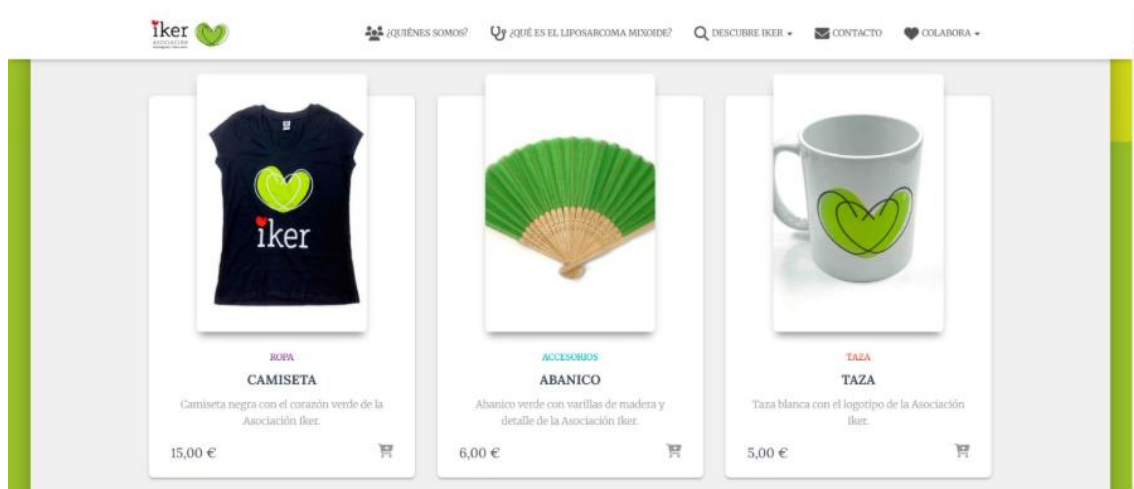 iker
ASOCIACIÓN
¿QUIÉNES SOMOS?
¿QUÉ ES EL LIPOSARCOMA MIXOIDE?
DESCUBRE IKER
CONTACTO
COLABORA
iker
ROPA
CAMISETA
Camiseta negra con el corazón verde de la
Asociación Iker.
15,00 €
ACCESORIOS
ABANICO
Abanico verde con varillas de madera y
detalle de la Asociación Iker.
6,00 €
TAZA
TAZA
Taza blanca con el logotipo de la Asociación
Iker.
5,00 €